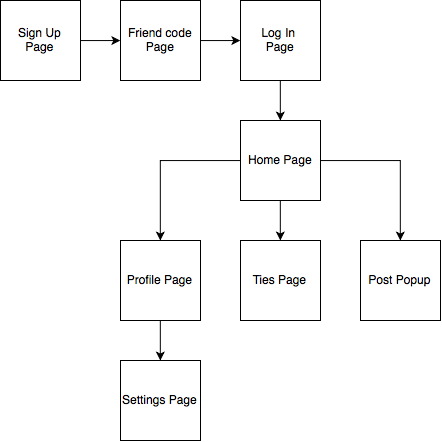 Sign Up
Page
Friend code
Page
Log In
Page
Home Page
Profile Page
Ties Page
Post Popup
Settings Page